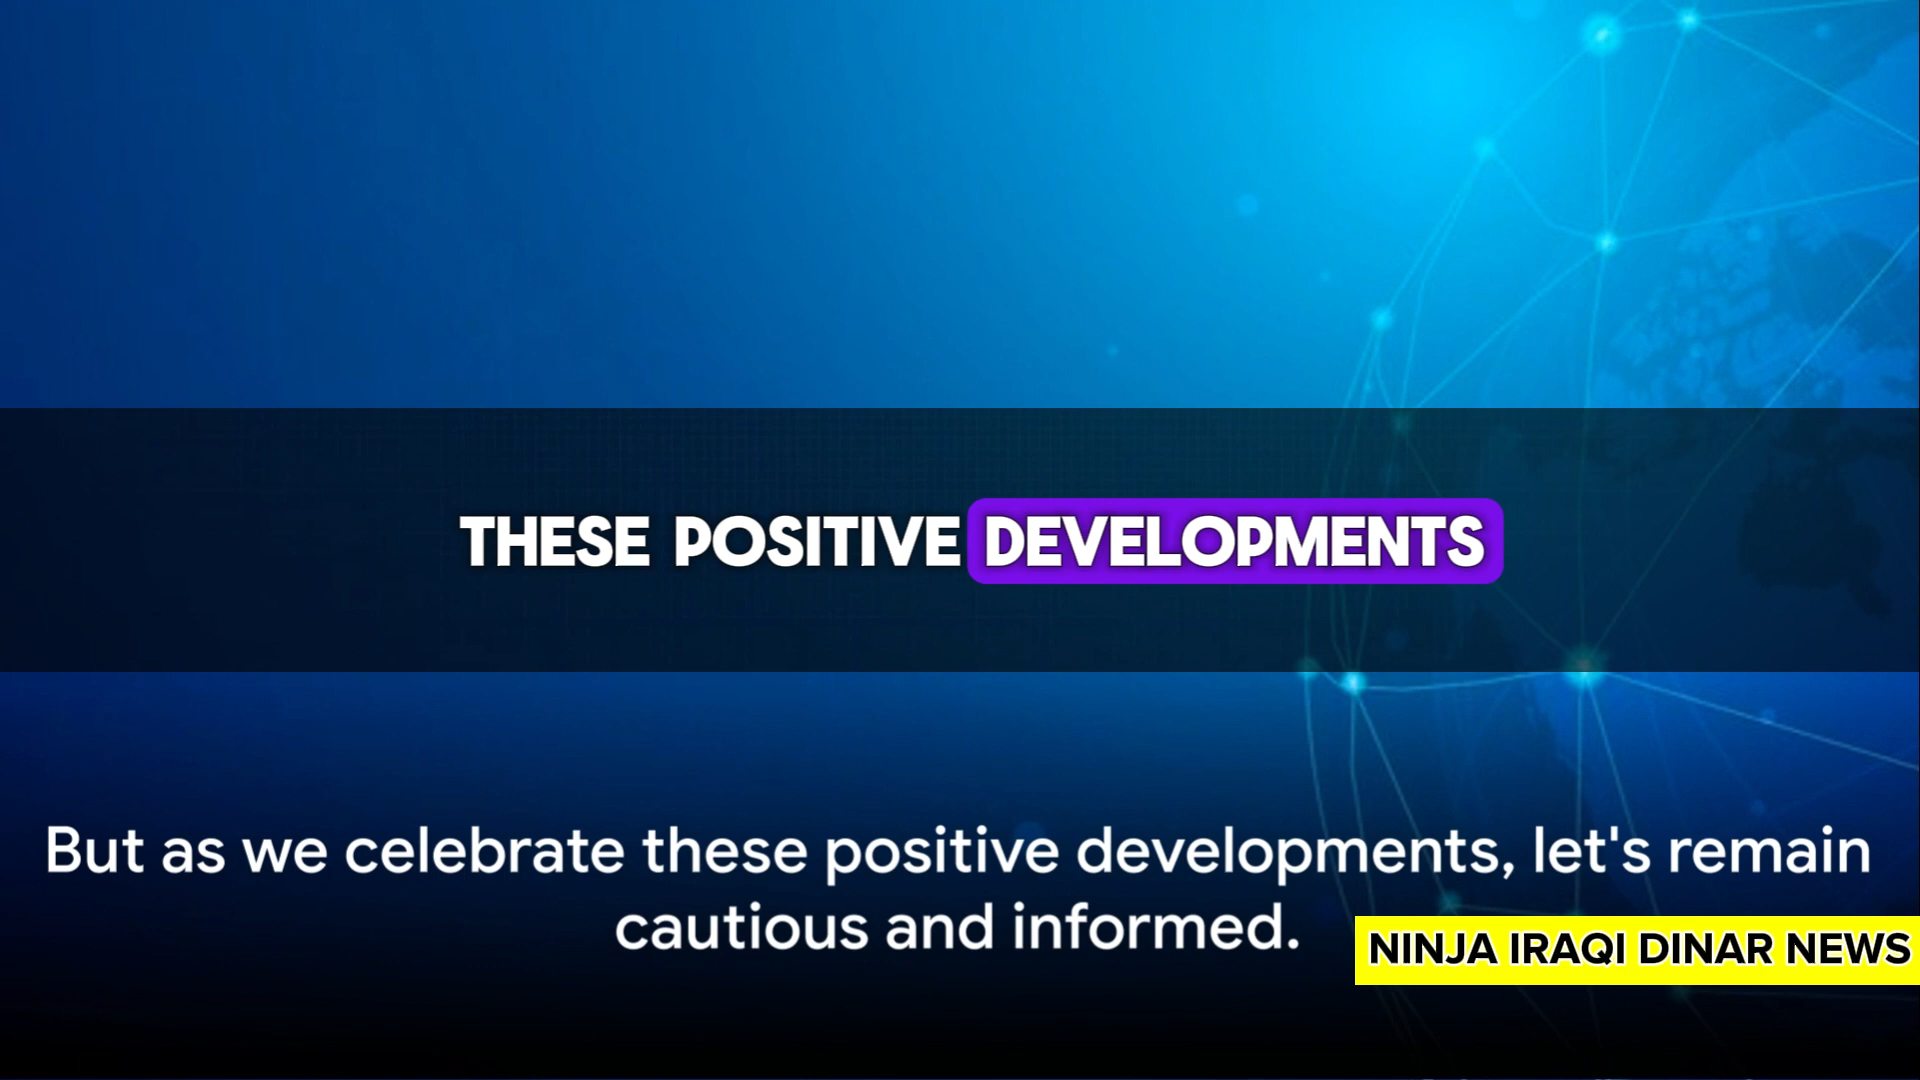 THESE POSITIVE DEVELOPMENTS
But as we celebrate these positive developments, let's remain
cautious and informed.
NINJA IRAQI DINAR NEWS